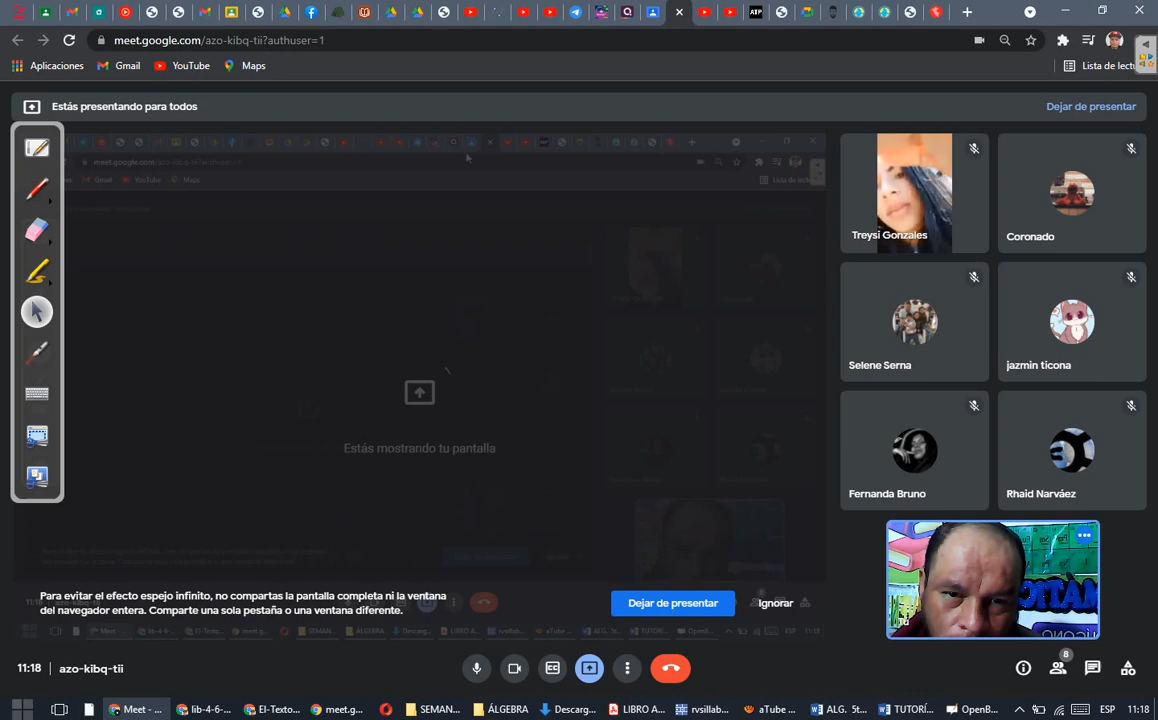 meet.google.com/azo-kibq-tii?authuser=1
Aplicaciones
Gmail
YouTube
Maps
Lista de lectu
Estás presentando para todos
Dejar de presentar
Treysi Gonzales
Coronado
Selene Serna
jazmin ticona
Estás mostrando tu pantalla
Fernanda Bruno
Rhaid Narváez
Para evitar el efecto espejo infinito, no compartas la pantalla completa ni la ventana
del navegador entera. Comparte una sola pestaña o una ventana diferente.
Dejar de presentar
Ignorar
Tú
11:18
azo-kibq-tii
8
Meet - ...
lib-4-6-...
El-Texto...
meet.g...
SEMAN...
ÁLGEBRA
Descarg...
LIBRO A...
rvsillab...
aTube ...
ALG. 5t...
TUTORÍ...
OpenB...
ESP
11:18